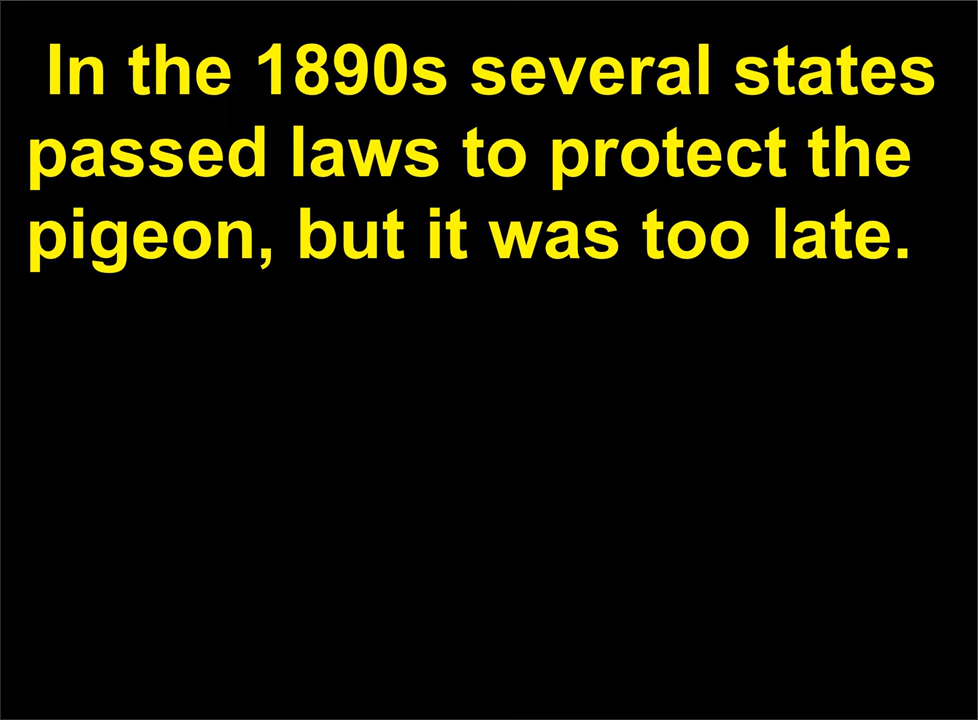 In the 1890s several states
passed laws to protect the
pigeon, but it was too late.